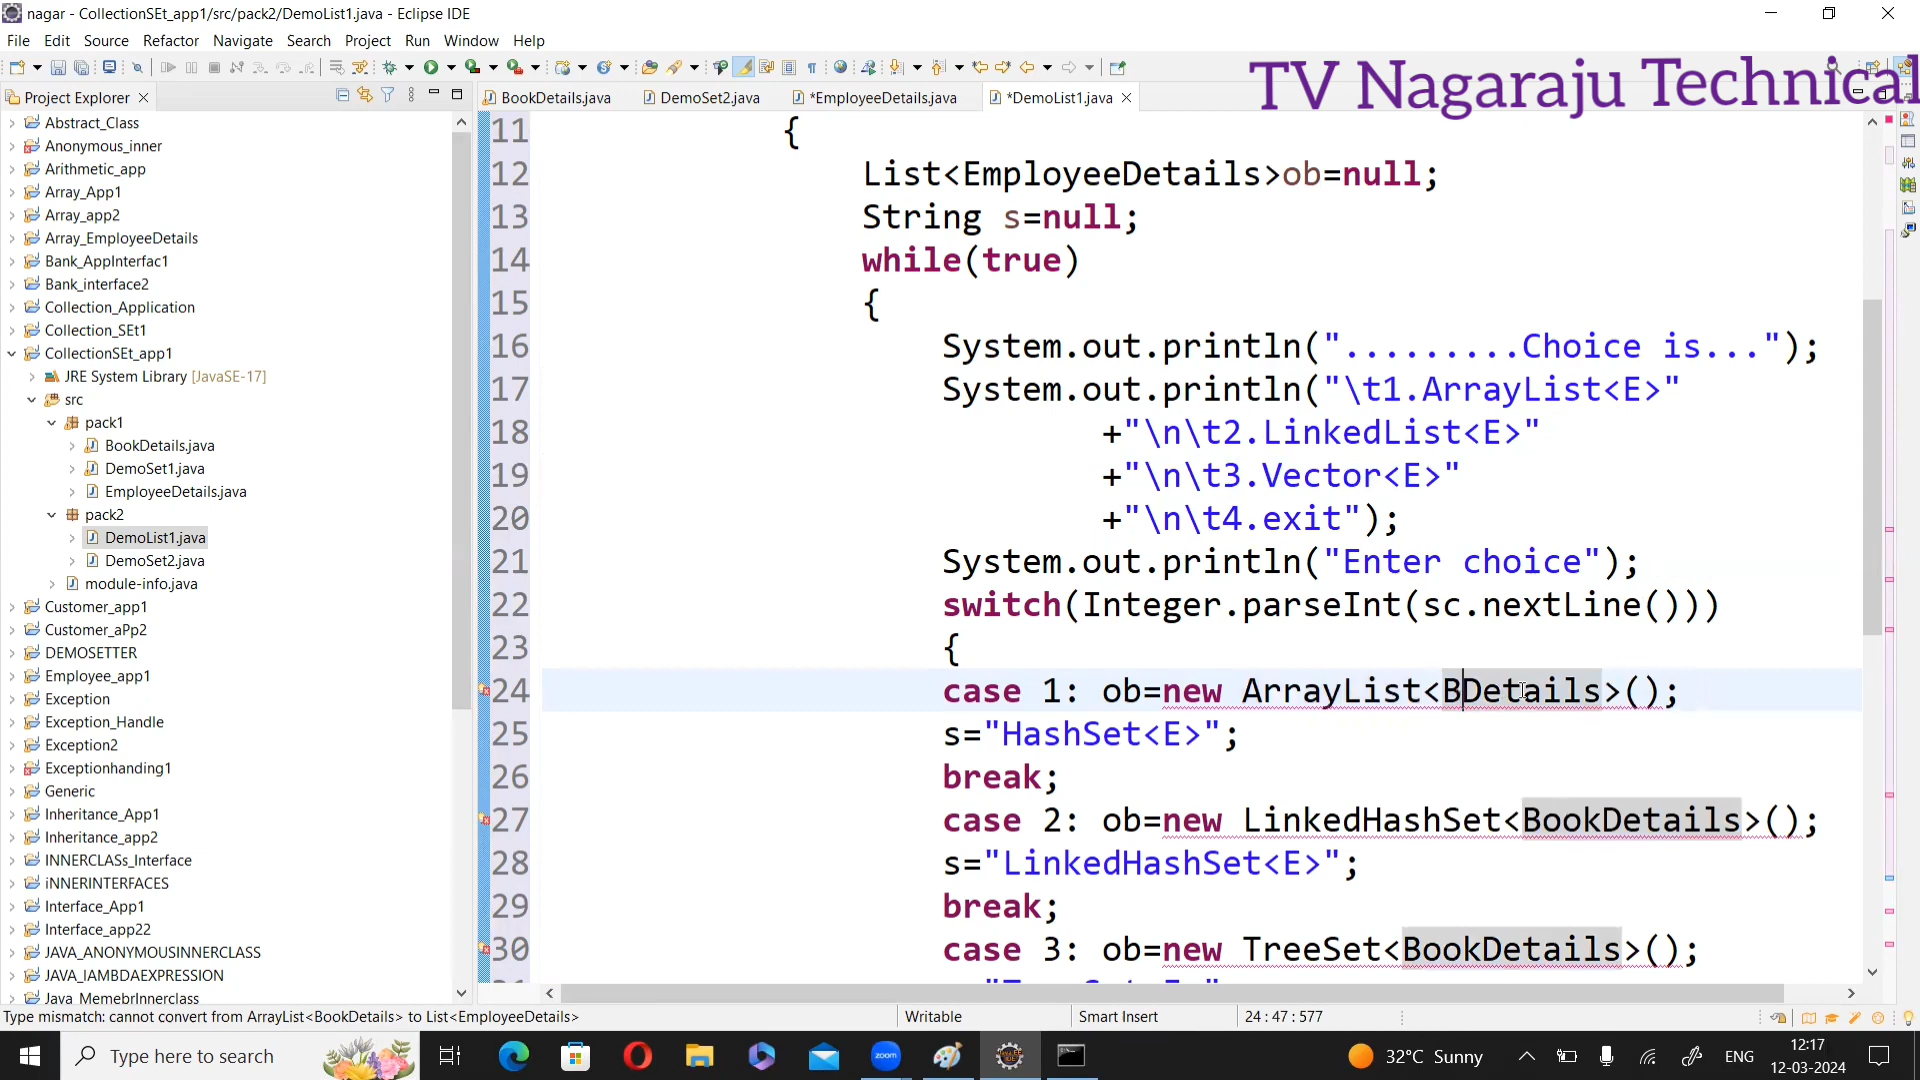 nagar - CollectionSEt_app1/src/pack2/DemoList1.java - Eclipse IDE
File Edit Source Refactor Navigate Search Project Run Window Help
TV Nagaraju Technical
Project Explorer
BookDetails.java
DemoSet2.java
*EmployeeDetails.java
*DemoList1.java
Abstract_Class
Anonymous_inner
Arithmetic_app
Array_App1
Array_app2
Array_EmployeeDetails
Bank_AppInterfac1
Bank_interface2
Collection_Application
Collection_SEt1
CollectionSEt_app1
JRE System Library [JavaSE-17]
src
pack1
BookDetails.java
DemoSet1.java
EmployeeDetails.java
pack2
DemoList1.java
DemoSet2.java
module-info.java
Customer_app1
Customer_aPp2
DEMOSETTER
Employee_app1
Exception
Exception_Handle
Exception2
Exceptionhanding1
Generic
Inheritance_App1
Inheritance_app2
INNERCLASs_Interface
iNNERINTERFACES
Interface_App1
Interface_app22
JAVA_ANONYMOUSINNERCLASS
JAVA_lAMBDAEXPRESSION
Java_MemebrInnerclass
11 {
12 List<EmployeeDetails>ob=null;
13 String s=null;
14 while(true)
15 {
16 System.out.println(".........Choice is...");
17 System.out.println("\t1.ArrayList<E>"
18 +"\n\t2.LinkedList<E>"
19 +"\n\t3.Vector<E>"
20 +"\n\t4.exit");
21 System.out.println("Enter choice");
22 switch(Integer.parseInt(sc.nextLine()))
23 {
24 case 1: ob=new ArrayList<BDetails>();
25 s="HashSet<E>";
26 break;
27 case 2: ob=new LinkedHashSet<BookDetails>();
28 s="LinkedHashSet<E>";
29 break;
30 case 3: ob=new TreeSet<BookDetails>();
Type mismatch: cannot convert from ArrayList<BookDetails> to List<EmployeeDetails>
Writable
Smart Insert
24 : 47 : 577
Type here to search
zoom
32°C Sunny
ENG
12:17
12-03-2024